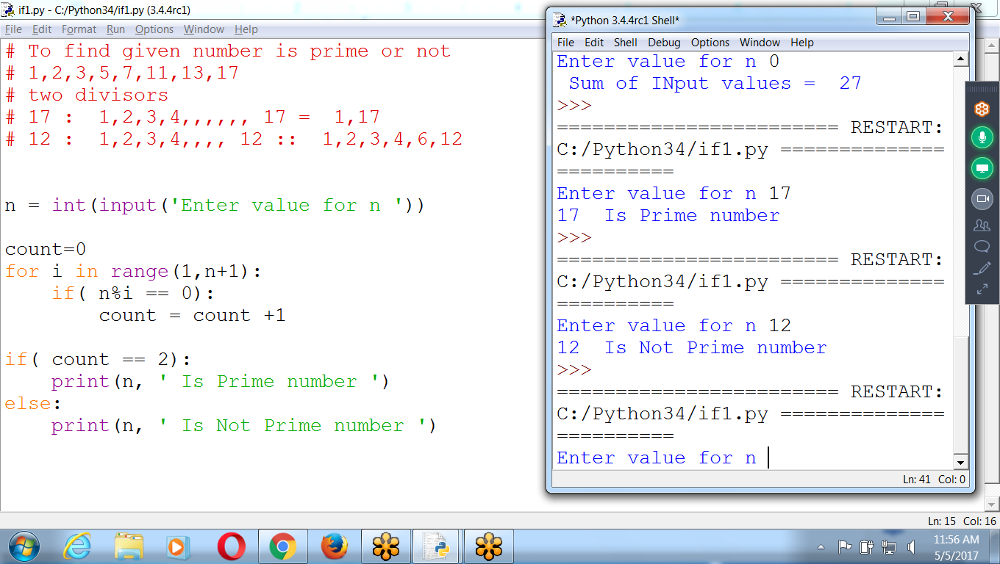 if1.py - C:/Python34/if1.py (3.4.4rc1)
File Edit Format Run Options Window Help
# To find given number is prime or not
# 1,2,3,5,7,11,13,17
# two divisors
# 17 :  1,2,3,4,,,,,, 17 =  1,17
# 12 :  1,2,3,4,,,, 12 ::  1,2,3,4,6,12
n = int(input('Enter value for n '))
count=0
for i in range(1,n+1):
    if( n%i == 0):
        count = count +1
if( count == 2):
    print(n, ' Is Prime number ')
else:
    print(n, ' Is Not Prime number ')
*Python 3.4.4rc1 Shell*
File Edit Shell Debug Options Window Help
Enter value for n 0
 Sum of INput values =  27
>>>
======================== RESTART:
C:/Python34/if1.py ==============
==========
Enter value for n 17
17  Is Prime number
>>>
======================== RESTART:
C:/Python34/if1.py ==============
==========
Enter value for n 12
12  Is Not Prime number
>>>
======================== RESTART:
C:/Python34/if1.py ==============
==========
Enter value for n
Ln: 41 Col: 0
Ln: 15 Col: 16
11:56 AM
5/5/2017